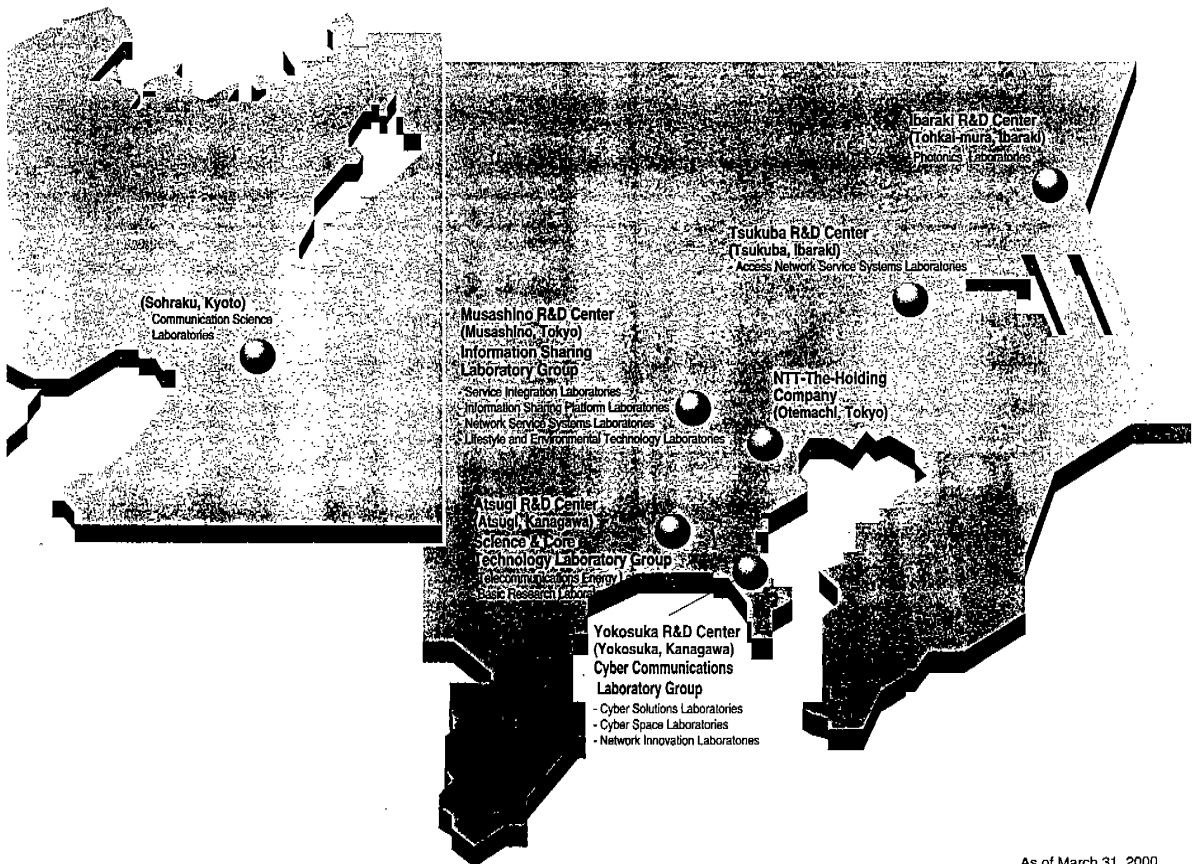 Ibaraki R&D Center
(Tohkai-mura, Ibaraki)
Photonics Laboratories
Tsukuba R&D Center
(Tsukuba, Ibaraki)
- Access Network Service Systems Laboratories
(Sohraku, Kyoto)
Communication Science
Laboratories
Musashino R&D Center
(Musashino, Tokyo)
Information Sharing
Laboratory Group
Service Integration Laboratories
Information Sharing Platform Laboratories
- Network Service Systems Laboratories
Lifestyle and Environmental Technology Laboratories
NTT-The-Holding
Company
(Otemachi, Tokyo)
Atsugi R&D Center
(Atsugi, Kanagawa)
Science & Core
Technology Laboratory Group
Telecommunications Energy
Basic Research
Yokosuka R&D Center
(Yokosuka, Kanagawa)
Cyber Communications
Laboratory Group
- Cyber Solutions Laboratories
- Cyber Space Laboratories
- Network Innovation Laboratories
As of March 31, 2000